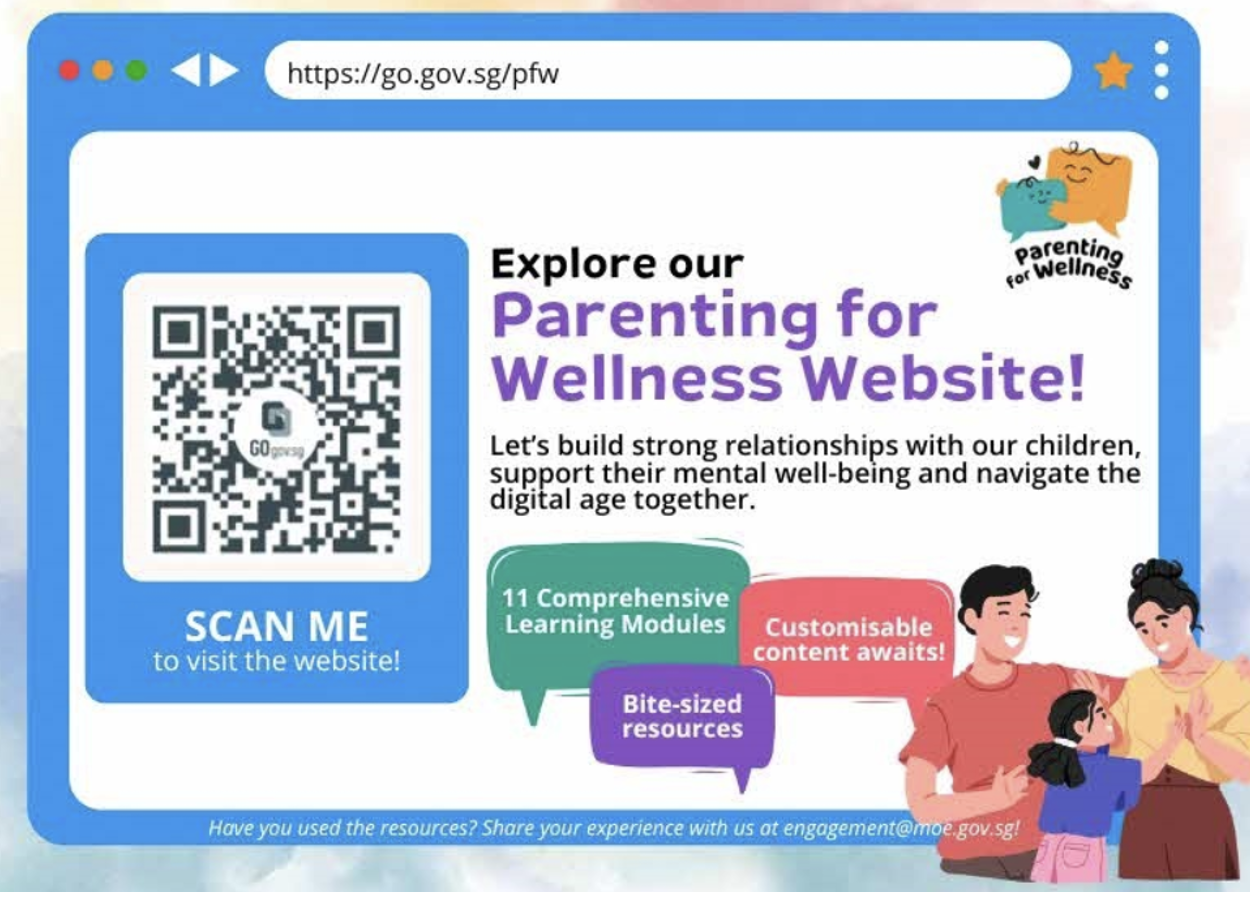 https://go.gov.sg/pfw
Parenting
for Wellness
Explore our
Parenting for
Wellness Website!
Let's build strong relationships with our children,
support their mental well-being and navigate the
digital age together.
GOgov.sg
SCAN ME
to visit the website!
11 Comprehensive
Learning Modules
Customisable
content awaits!
Bite-sized
resources
Have you used the resources? Share your experience with us at engagement@moe.gov.sg!